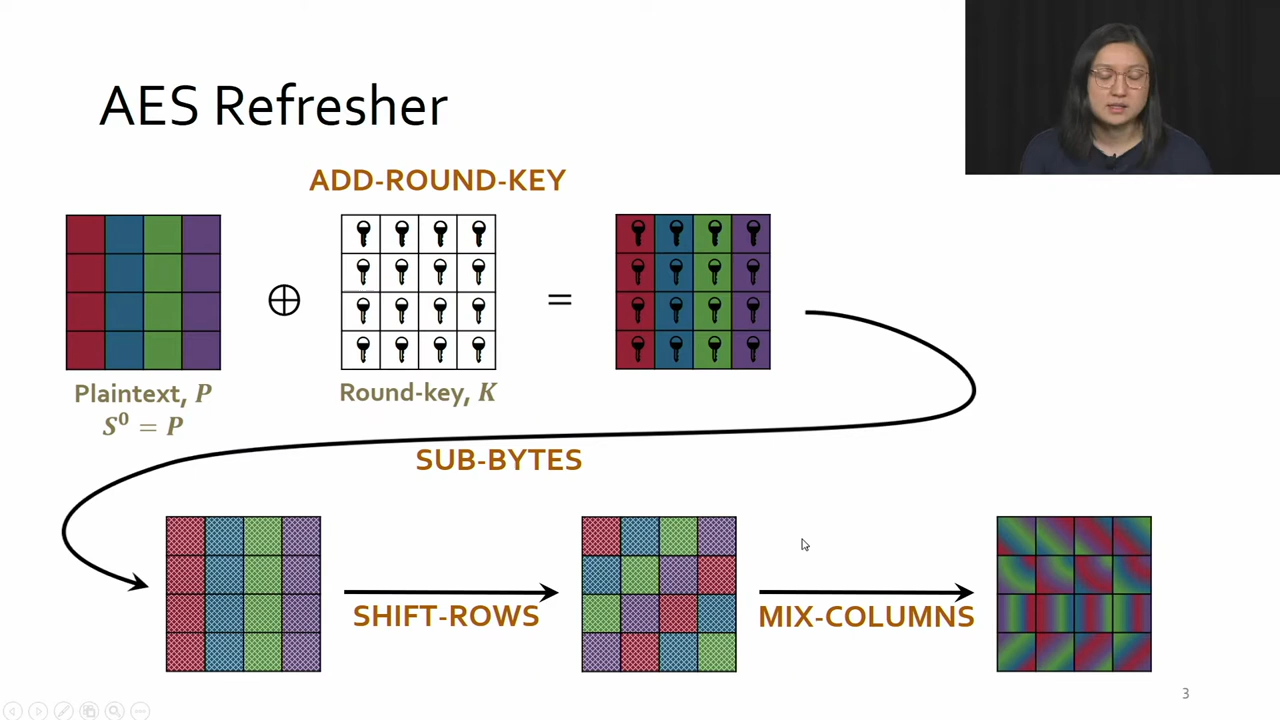 AES Refresher
ADD-ROUND-KEY
⊕
=
Plaintext, P
S⁰ = P
Round-key, K
SUB-BYTES
SHIFT-ROWS
MIX-COLUMNS
3